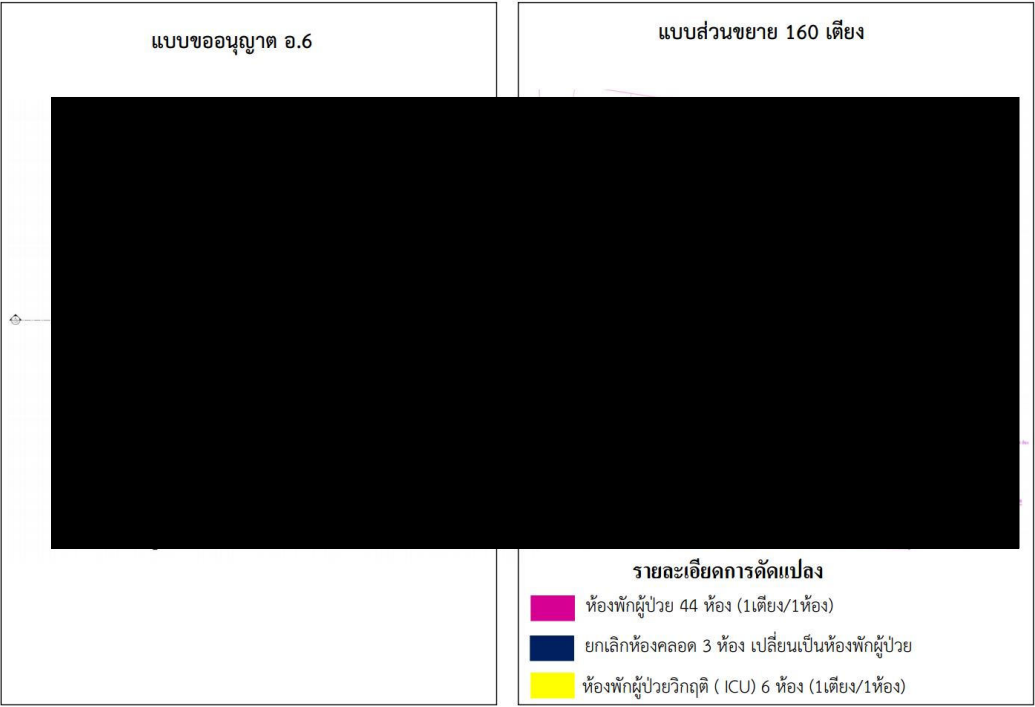 แบบขออนุญาต อ.6
แบบส่วนขยาย 160 เตียง
รายละเอียดการดัดแปลง
ห้องพักผู้ป่วย 44 ห้อง (1เตียง/1ห้อง)
ยกเลิกห้องคลอด 3 ห้อง เปลี่ยนเป็นห้องพักผู้ป่วย
ห้องพักผู้ป่วยวิกฤติ ( ICU) 6 ห้อง (1เตียง/1ห้อง)